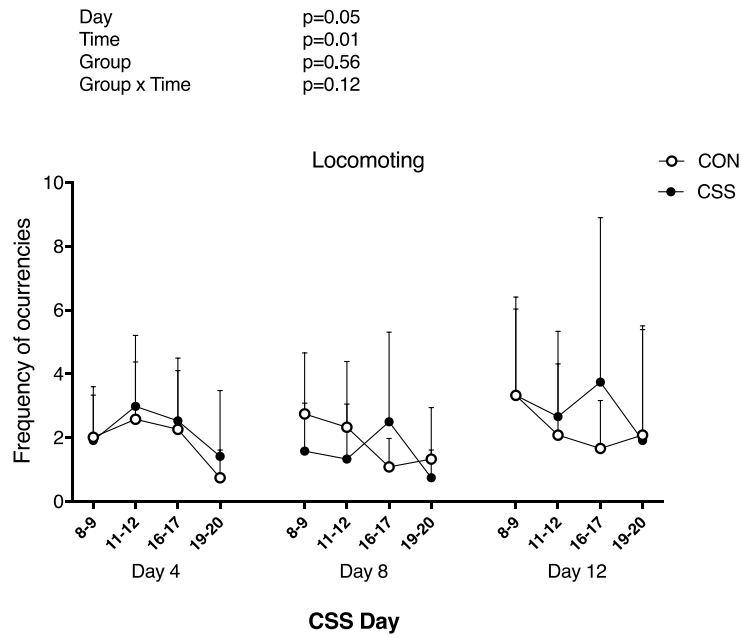 Day p=0.05
Time p=0.01
Group p=0.56
Group x Time p=0.12
Locomoting
CON
CSS
Frequency of ocurrencies
10
8
6
4
2
0
8-9 11-12 16-17 19-20 8-9 11-12 16-17 19-20 8-9 11-12 16-17 19-20
Day 4 Day 8 Day 12
CSS Day